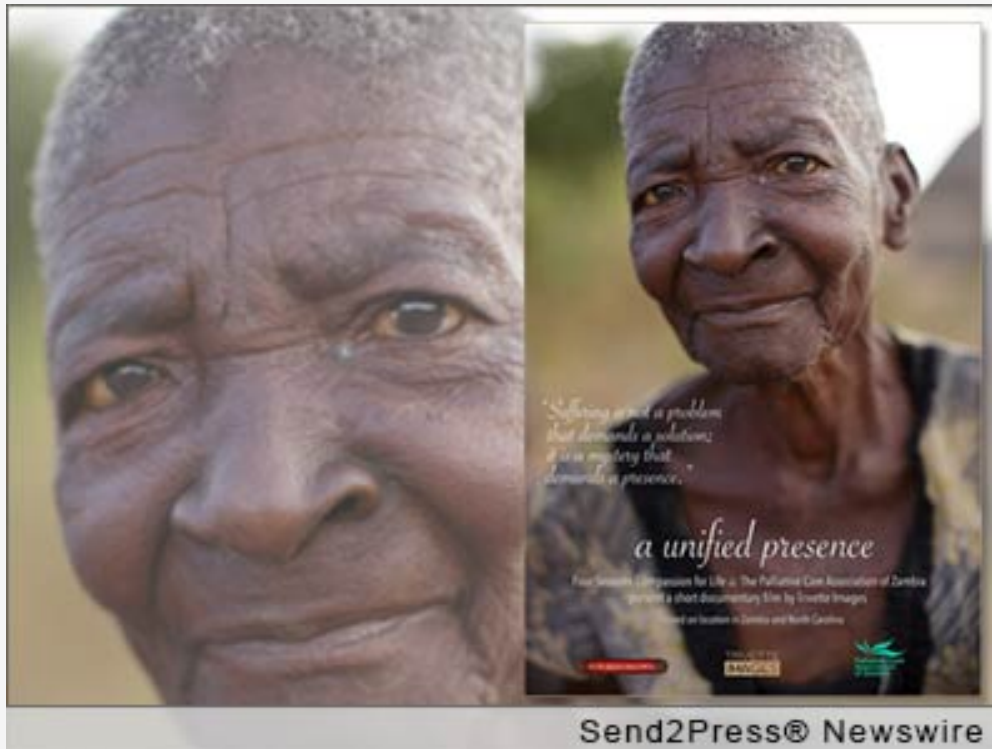 "Suffering is not a problem
that demands a solution;
it is a mystery that
demands a presence."
a unified presence
Four Seasons Compassion for Life & The Palliative Care Association of Zambia
present a short documentary film by Trivette Images
on location in Zambia and North Carolina
IMAGES
Send2Press® Newswire